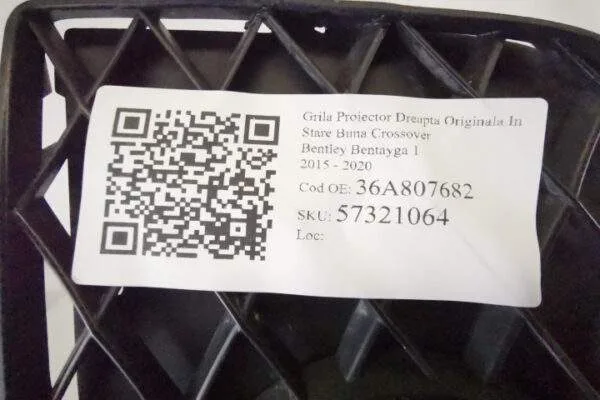 Grila Proiector Dreapta Originala In
Stare Buna Crossover
Bentley Bentayga 1
2015 - 2020
Cod OE: 36A807682
SKU: 57321064
Loc: